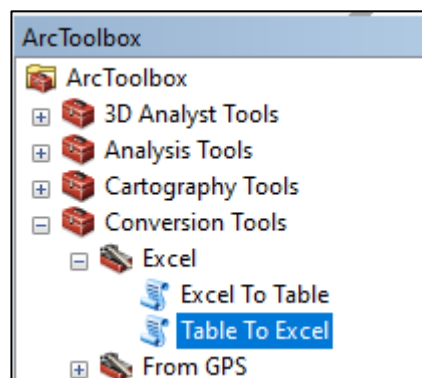 ArcToolbox
ArcToolbox
3D Analyst Tools
Analysis Tools
Cartography Tools
Conversion Tools
Excel
Excel To Table
Table To Excel
From GPS